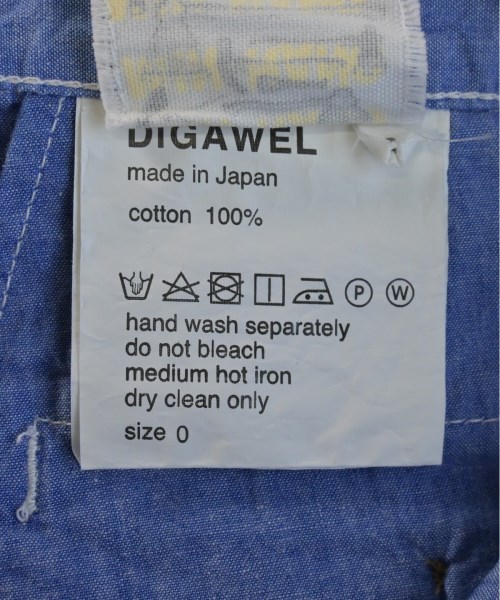 DIGAWEL
made in Japan
cotton 100%
P W
hand wash separately
do not bleach
medium hot iron
dry clean only
size 0